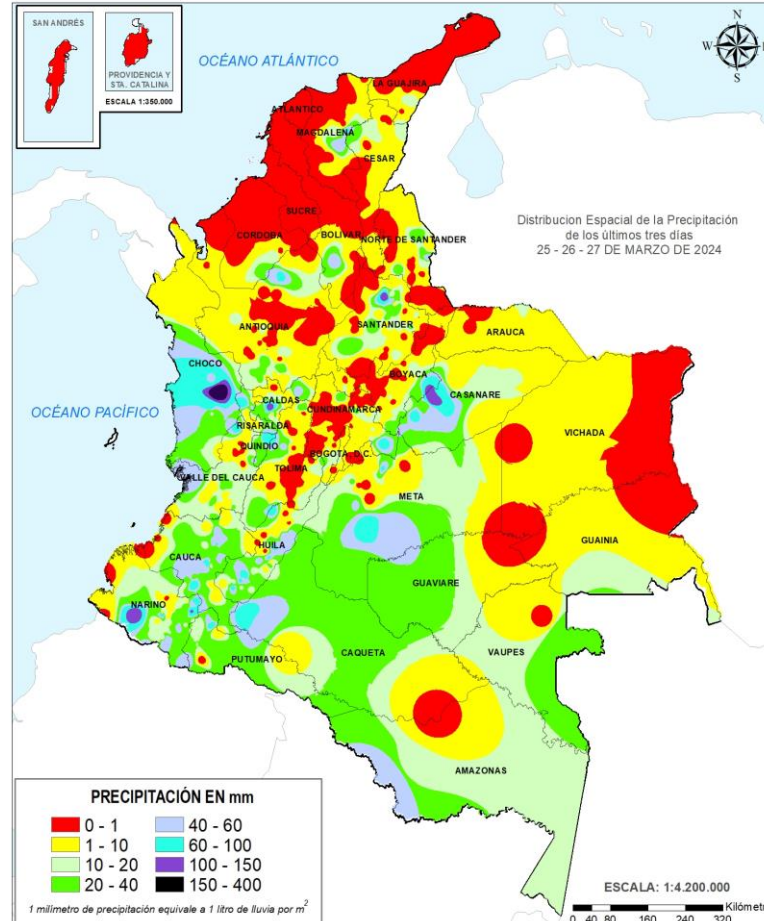 SAN ANDRÉS
PROVIDENCIA Y
STA. CATALINA
ESCALA 1:350.000
OCÉANO ATLÁNTICO
N
W E
S
LA GUAJIRA
ATLANTICO
MAGDALENA
CESAR
SUCRE
CORDOBA
BOLIVAR
NORTE DE SANTANDER
Distribucion Espacial de la Precipitación
de los últimos tres días
25 - 26 - 27 DE MARZO DE 2024
ANTIOQUIA
SANTANDER
ARAUCA
CHOCO
BOYACA
CASANARE
OCÉANO PACÍFICO
CALDAS
CUNDINAMARCA
VICHADA
RISARALDA
QUINDIO
BOGOTA, D.C.
TOLIMA
VALLE DEL CAUCA
META
GUAINIA
CAUCA
HUILA
GUAVIARE
NARINO
VAUPES
PUTUMAYO
CAQUETA
AMAZONAS
PRECIPITACIÓN EN mm
0 - 1
40 - 60
1 - 10
60 - 100
10 - 20
100 - 150
20 - 40
150 - 400
1 milímetro de precipitación equivale a 1 litro de lluvia por m²
ESCALA: 1:4.200.000
Kilómet
0 40 80 160 240 320